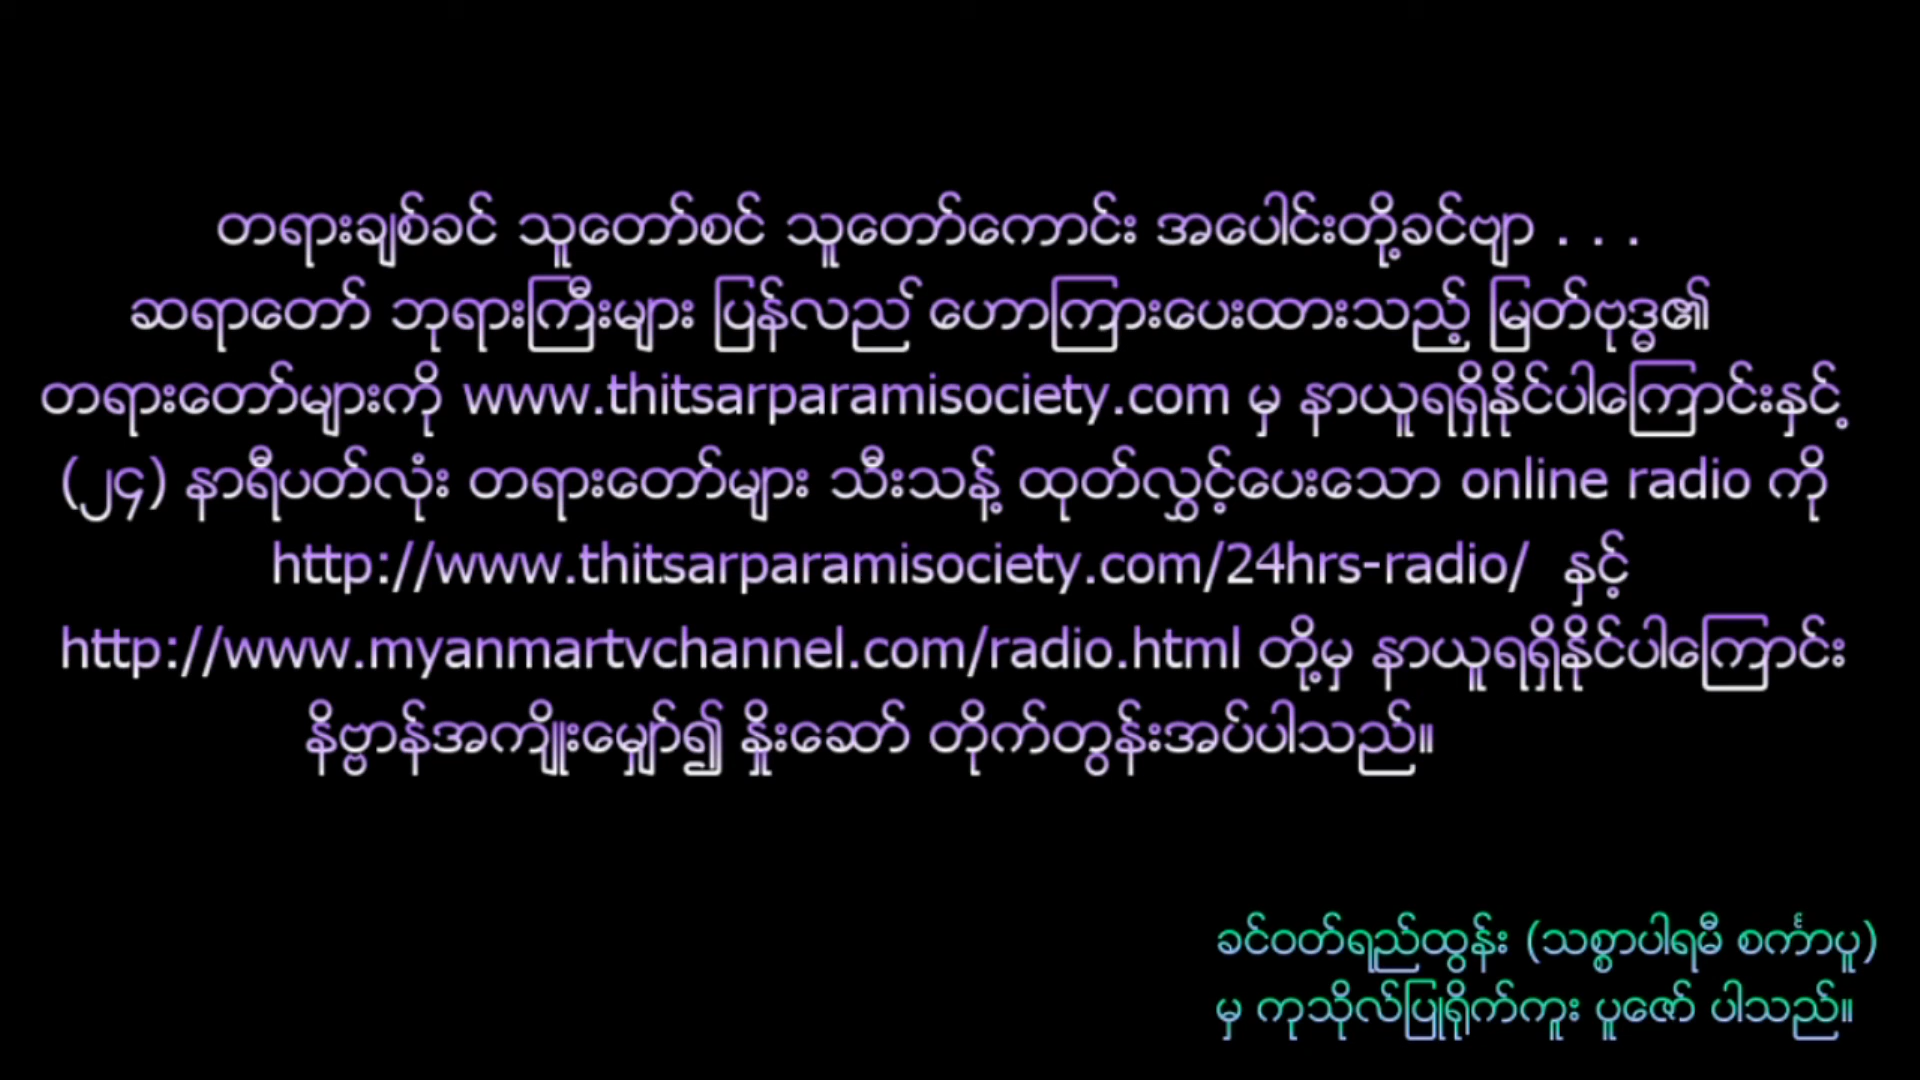 တရားချစ်ခင် သူတော်စင် သူတော်ကောင်း အပေါင်းတို့ခင်ဗျာ . . .
ဆရာတော် ဘုရားကြီးများ ပြန်လည် ဟောကြားပေးထားသည့် မြတ်ဗုဒ္ဓ၏
တရားတော်များကို www.thitsarparamisociety.com မှ နာယူရရှိနိုင်ပါကြောင်းနှင့်
(၂၄) နာရီပတ်လုံး တရားတော်များ သီးသန့် ထုတ်လွှင့်ပေးသော online radio ကို
http://www.thitsarparamisociety.com/24hrs-radio/ နှင့်
http://www.myanmartvchannel.com/radio.html တို့မှ နာယူရရှိနိုင်ပါကြောင်း
နိဗ္ဗာန်အကျိုးမျှော်၍ နှိုးဆော် တိုက်တွန်းအပ်ပါသည်။
ခင်ဝတ်ရည်ထွန်း (သစ္စာပါရမီ စင်္ကာပူ)
မှ ကုသိုလ်ပြုရိုက်ကူး ပူဇော် ပါသည်။